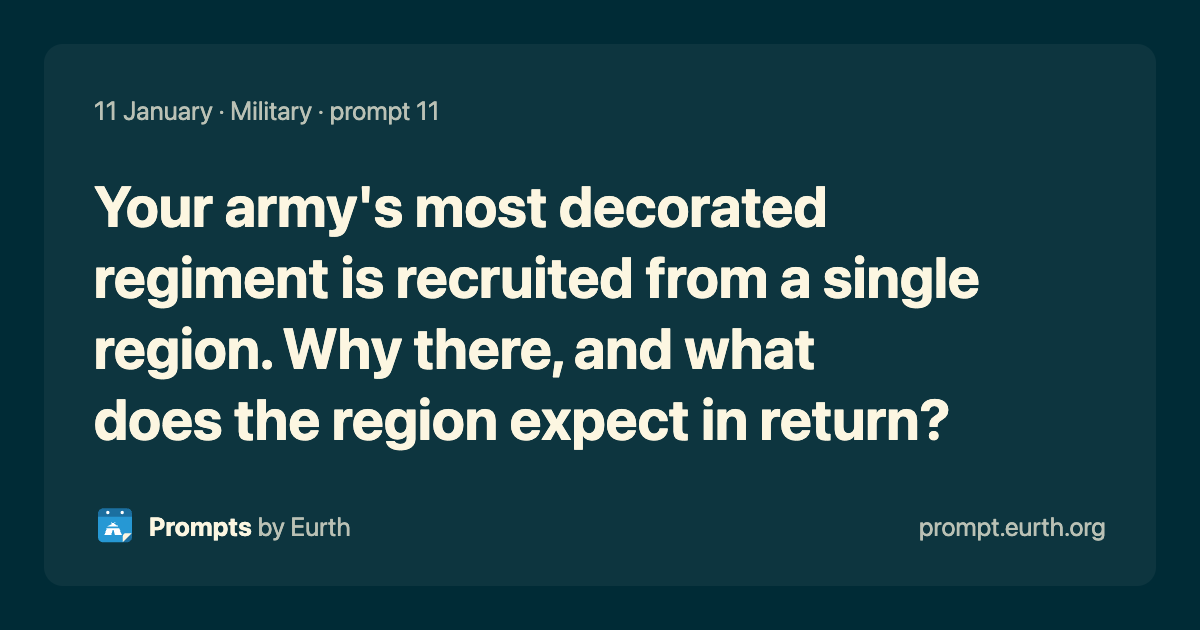 11 January · Military · prompt 11
Your army's most decorated
regiment is recruited from a single
region. Why there, and what
does the region expect in return?
Prompts by Eurth
prompt.eurth.org